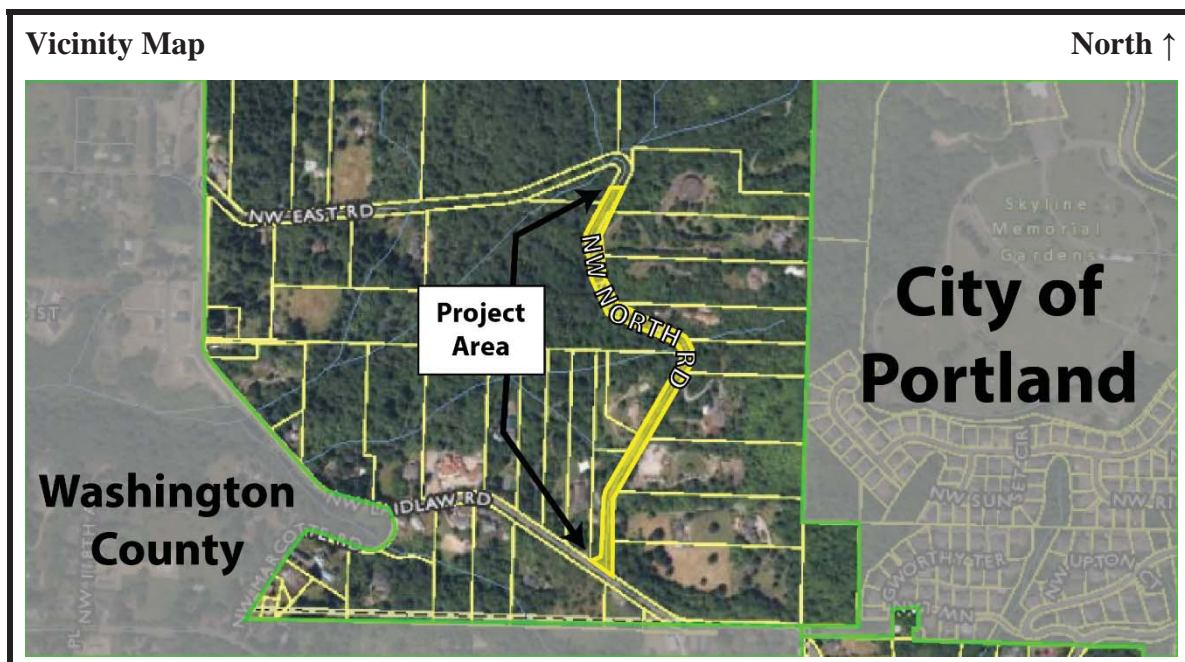 Vicinity Map
North ↑
NW EAST RD
NW NORTH RD
Skyline
Memorial
Gardens
City of
Portland
Project
Area
Washington
County
NW SUNSET CIR
NW UPTON CT